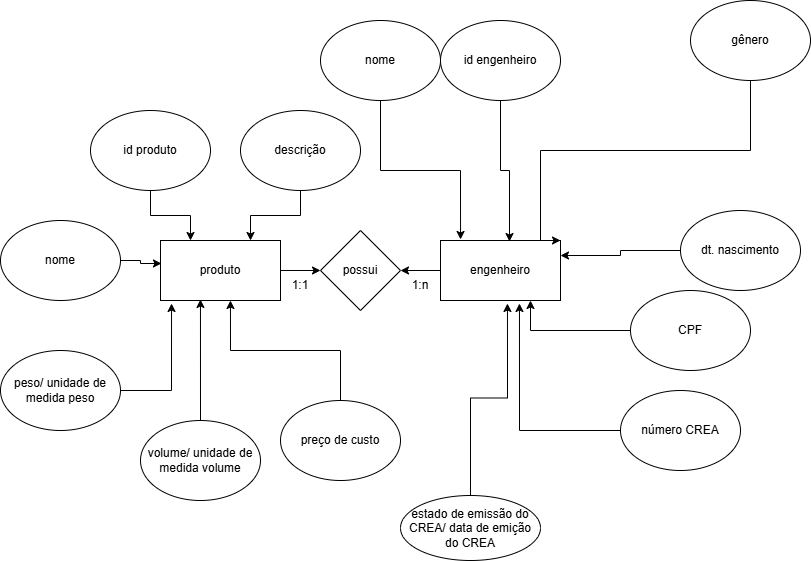 gênero
nome
id engenheiro
id produto
descrição
nome
produto
possui
engenheiro
dt. nascimento
1:1
1:n
CPF
peso/ unidade de
medida peso
preço de custo
número CREA
volume/ unidade de
medida volume
estado de emissão do
CREA/ data de emição
do CREA